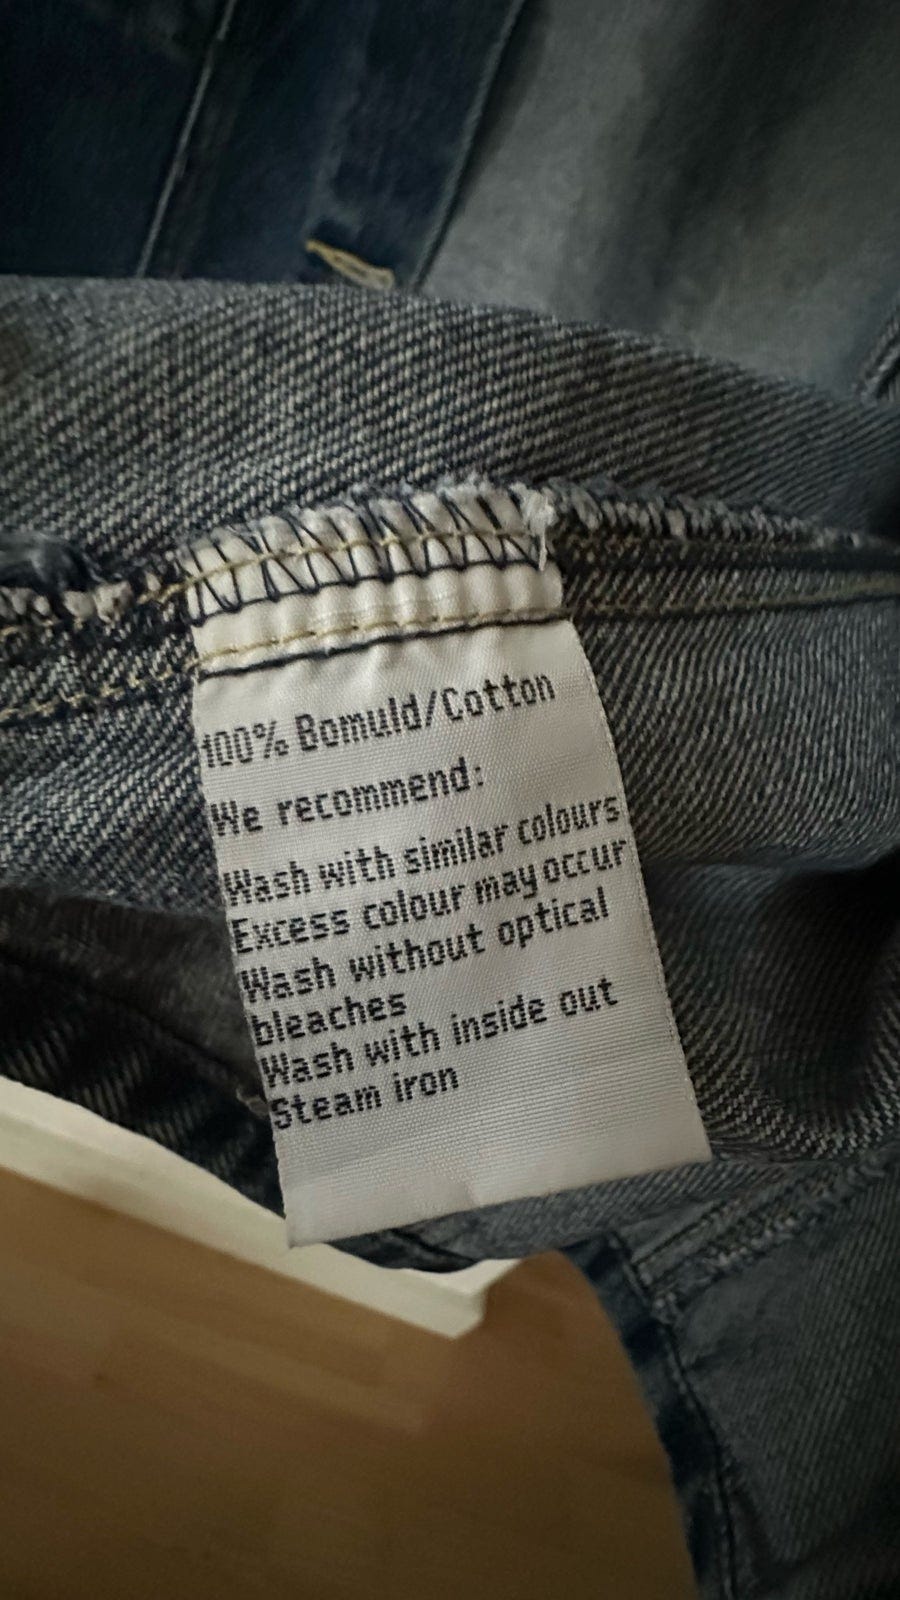 100% Bomuld/Cotton
We recommend:
Wash with similar colours
Excess colour may occur
Wash without optical
bleaches
Wash with inside out
Steam iron